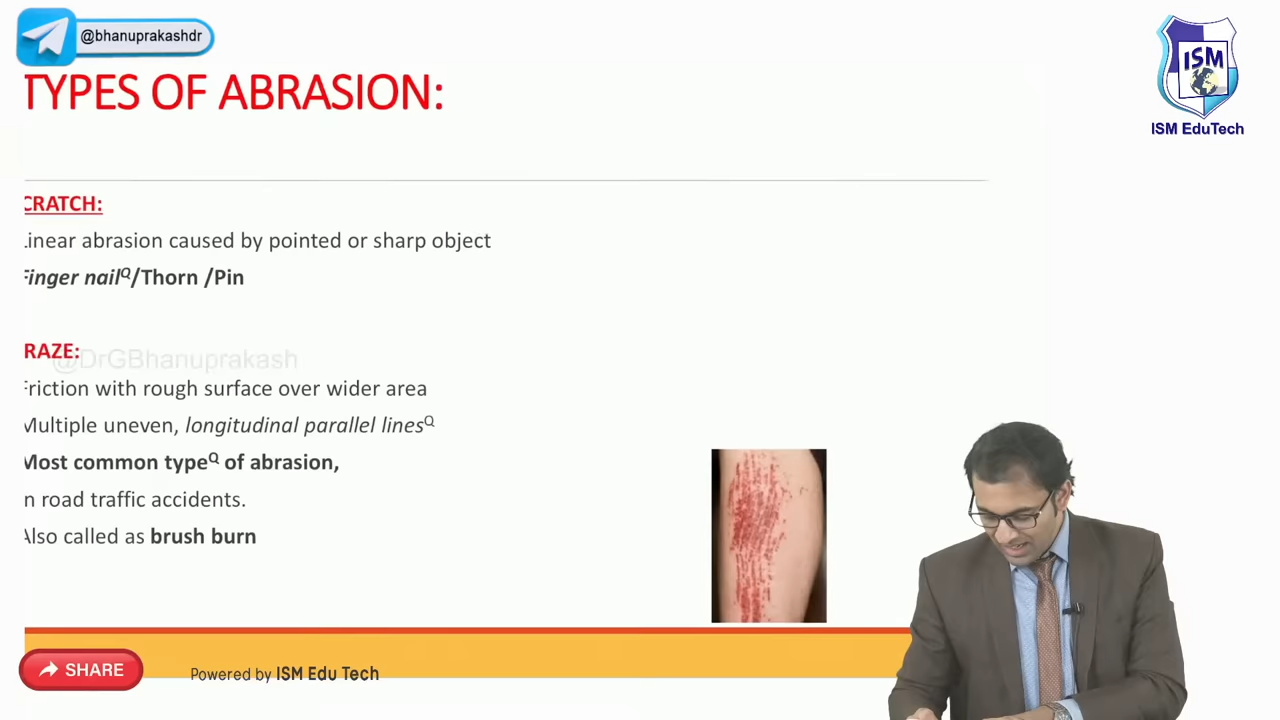 @bhanuprakashdr
ISM
ISM EduTech
TYPES OF ABRASION:
CRATCH:
Linear abrasion caused by pointed or sharp object
Finger nailQ/Thorn /Pin
RAZE:
@DrGBhanuprakash
Friction with rough surface over wider area
Multiple uneven, longitudinal parallel linesQ
Most common typeQ of abrasion,
n road traffic accidents.
Also called as brush burn
SHARE
Powered by ISM Edu Tech